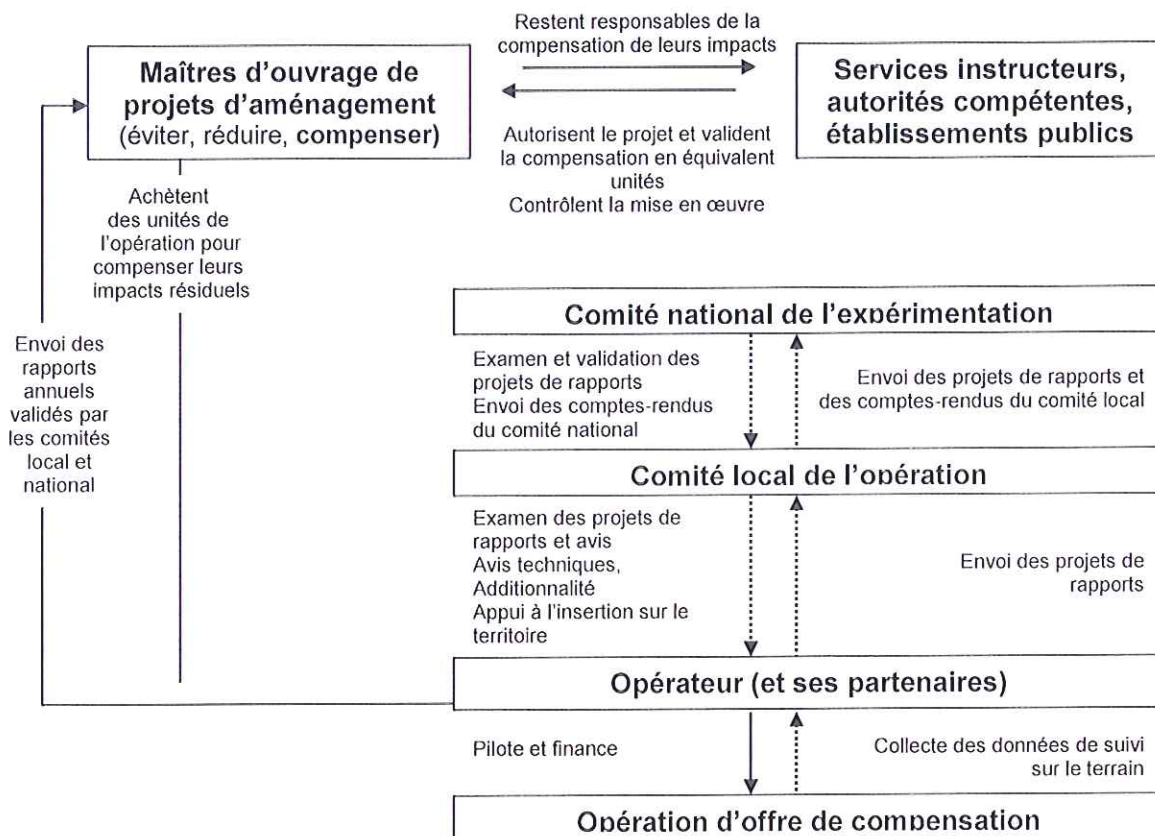 Restent responsables de la
compensation de leurs impacts
Maîtres d'ouvrage de
projets d'aménagement
(éviter, réduire, compenser)
Services instructeurs,
autorités compétentes,
établissements publics
Autorisent le projet et valident
la compensation en équivalent
unités
Contrôlent la mise en œuvre
Achètent
des unités de
l'opération pour
compenser leurs
impacts résiduels
Envoi des
rapports
annuels
validés par
les comités
local et
national
Comité national de l'expérimentation
Examen et validation des
projets de rapports
Envoi des comptes-rendus
du comité national
Envoi des projets de rapports et
des comptes-rendus du comité local
Comité local de l'opération
Examen des projets de
rapports et avis
Avis techniques,
Additionnalité
Appui à l'insertion sur le
territoire
Envoi des projets de
rapports
Opérateur (et ses partenaires)
Pilote et finance
Collecte des données de suivi
sur le terrain
Opération d'offre de compensation